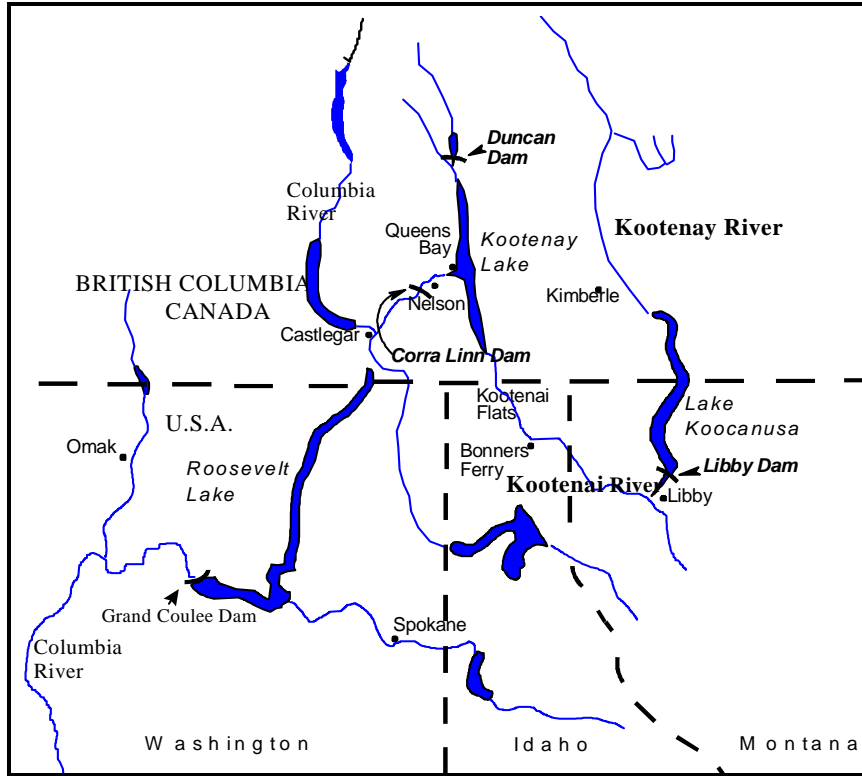 Duncan
Dam
Columbia
River
Kootenay River
Queens
Bay
Kootenay
Lake
BRITISH COLUMBIA
CANADA
Nelson
Kimberle
Castlegar
Corra Linn Dam
Kootenai
Flats
Lake
Koocanusa
U.S.A.
Omak
Roosevelt
Lake
Bonners
Ferry
Libby Dam
Kootenai River
Libby
Grand Coulee Dam
Spokane
Columbia
River
Washington
Idaho
Montana